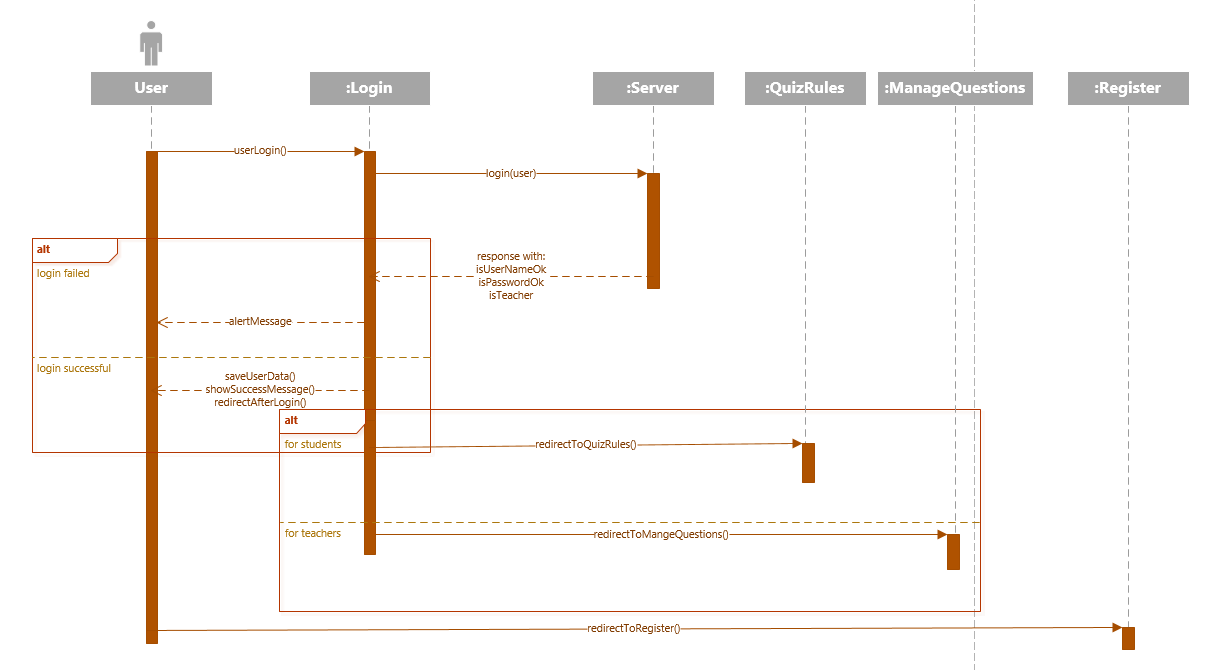 User
:Login
:Server
:QuizRules
:ManageQuestions
:Register
userLogin()
login(user)
alt
login failed
response with:
isUserNameOk
isPasswordOk
isTeacher
alertMessage
login successful
saveUserData()
showSuccessMessage()
redirectAfterLogin()
alt
for students
redirectToQuizRules()
for teachers
redirectToMangeQuestions()
redirectToRegister()